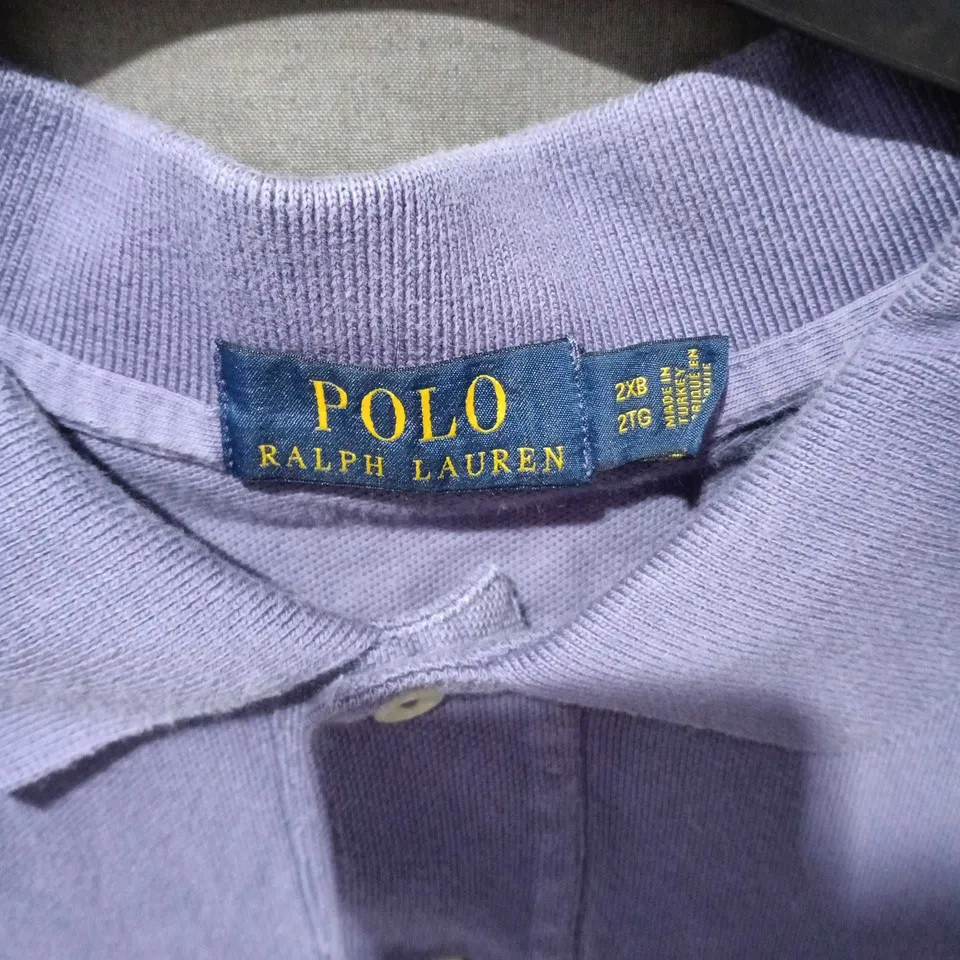 POLO
RALPH LAUREN
2XB
2TG
MADE IN
TURKEY